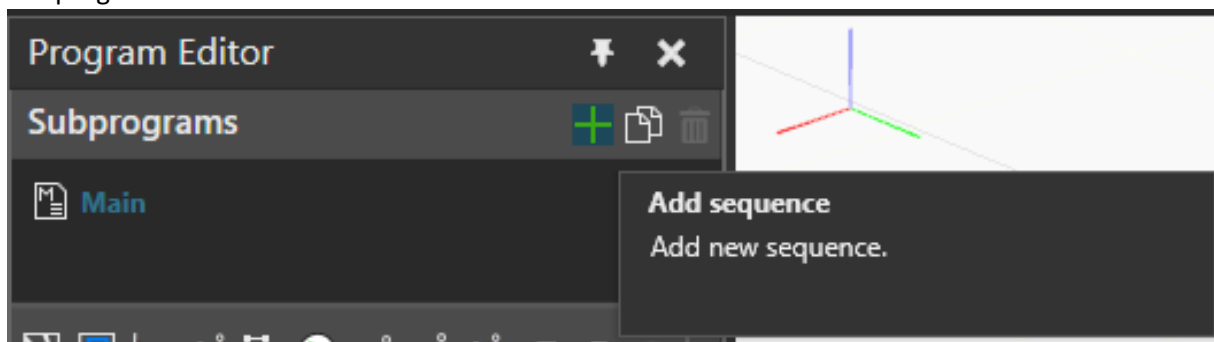 Program Editor
Subprograms
Main
Add sequence
Add new sequence.